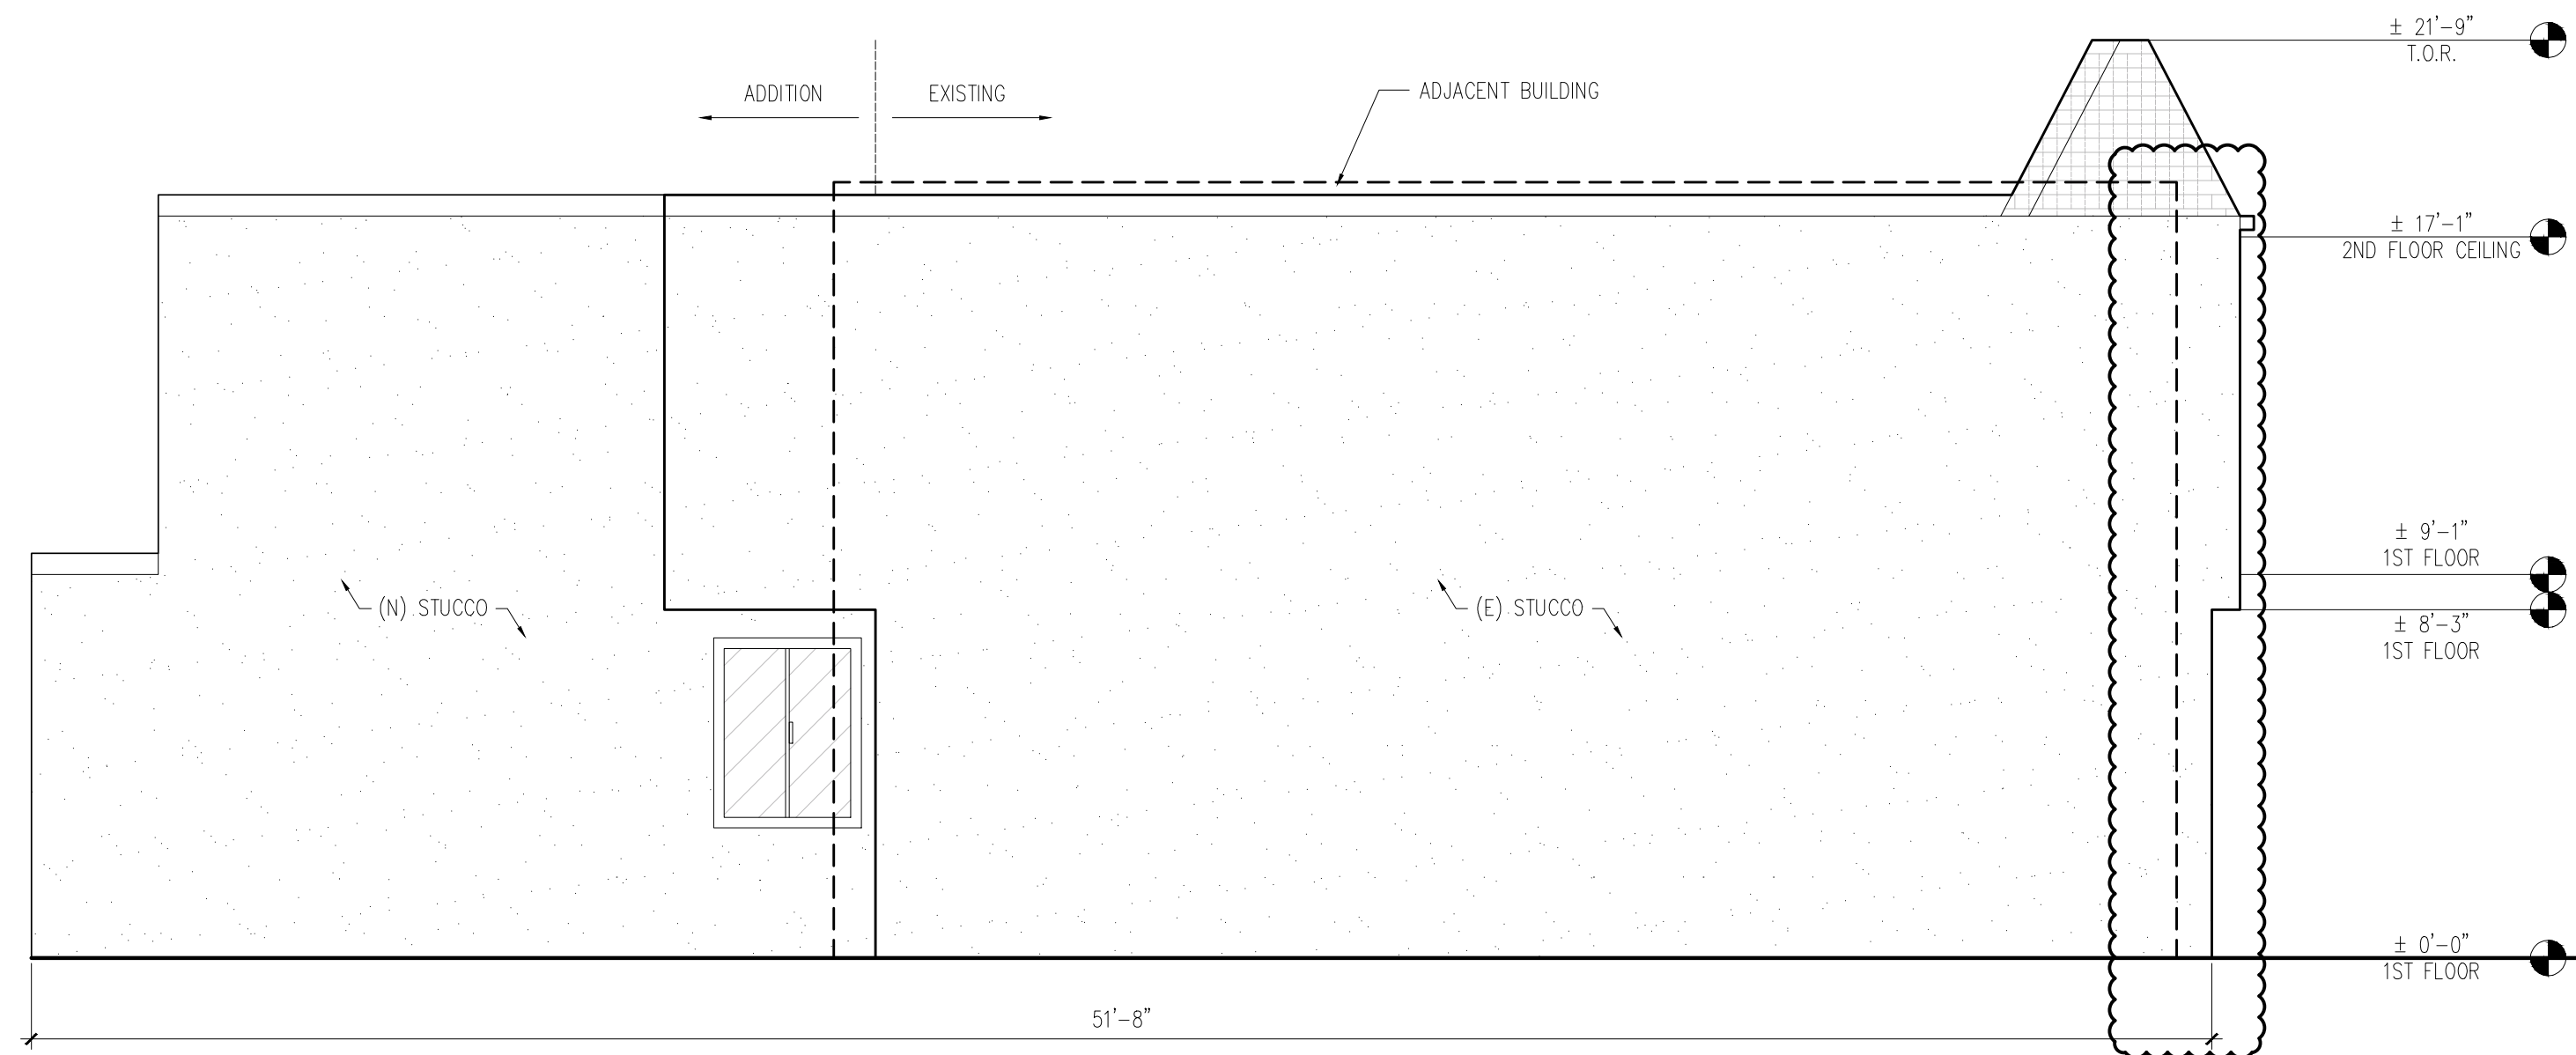 ± 21'-9"
T.O.R.
ADDITION
EXISTING
ADJACENT BUILDING
± 17'-1"
2ND FLOOR CEILING
± 9'-1"
1ST FLOOR
(N) STUCCO
(E) STUCCO
± 8'-3"
1ST FLOOR
± 0'-0"
1ST FLOOR
51'-8"